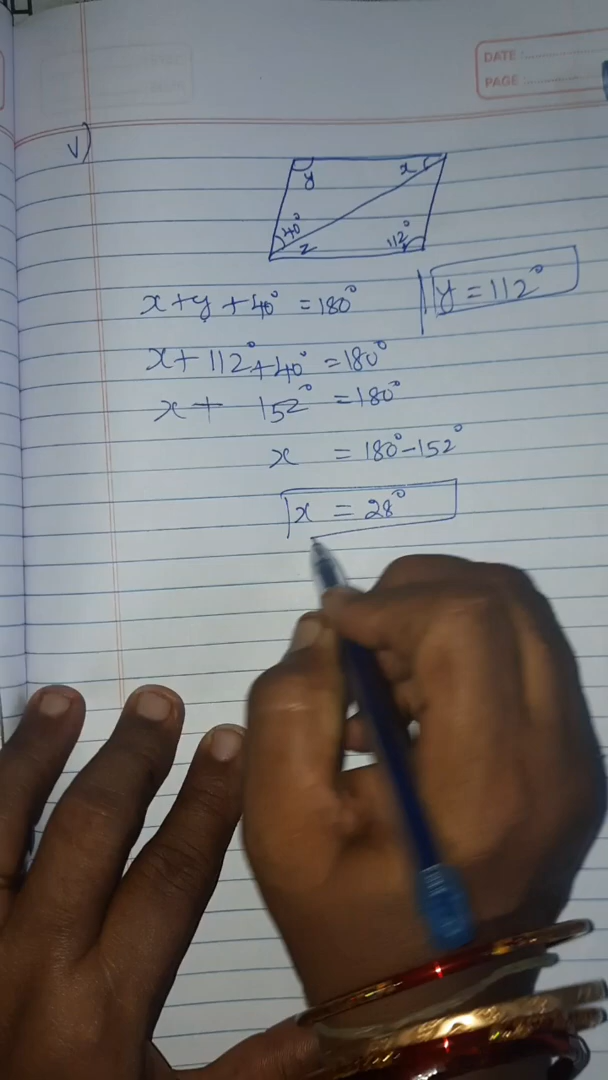 DATE :
PAGE
v)
y x
40°
z 112°
x + y + 40° = 180° y = 112°
x + 112° + 40° = 180°
x + 152° = 180°
x = 180° - 152°
x = 28°